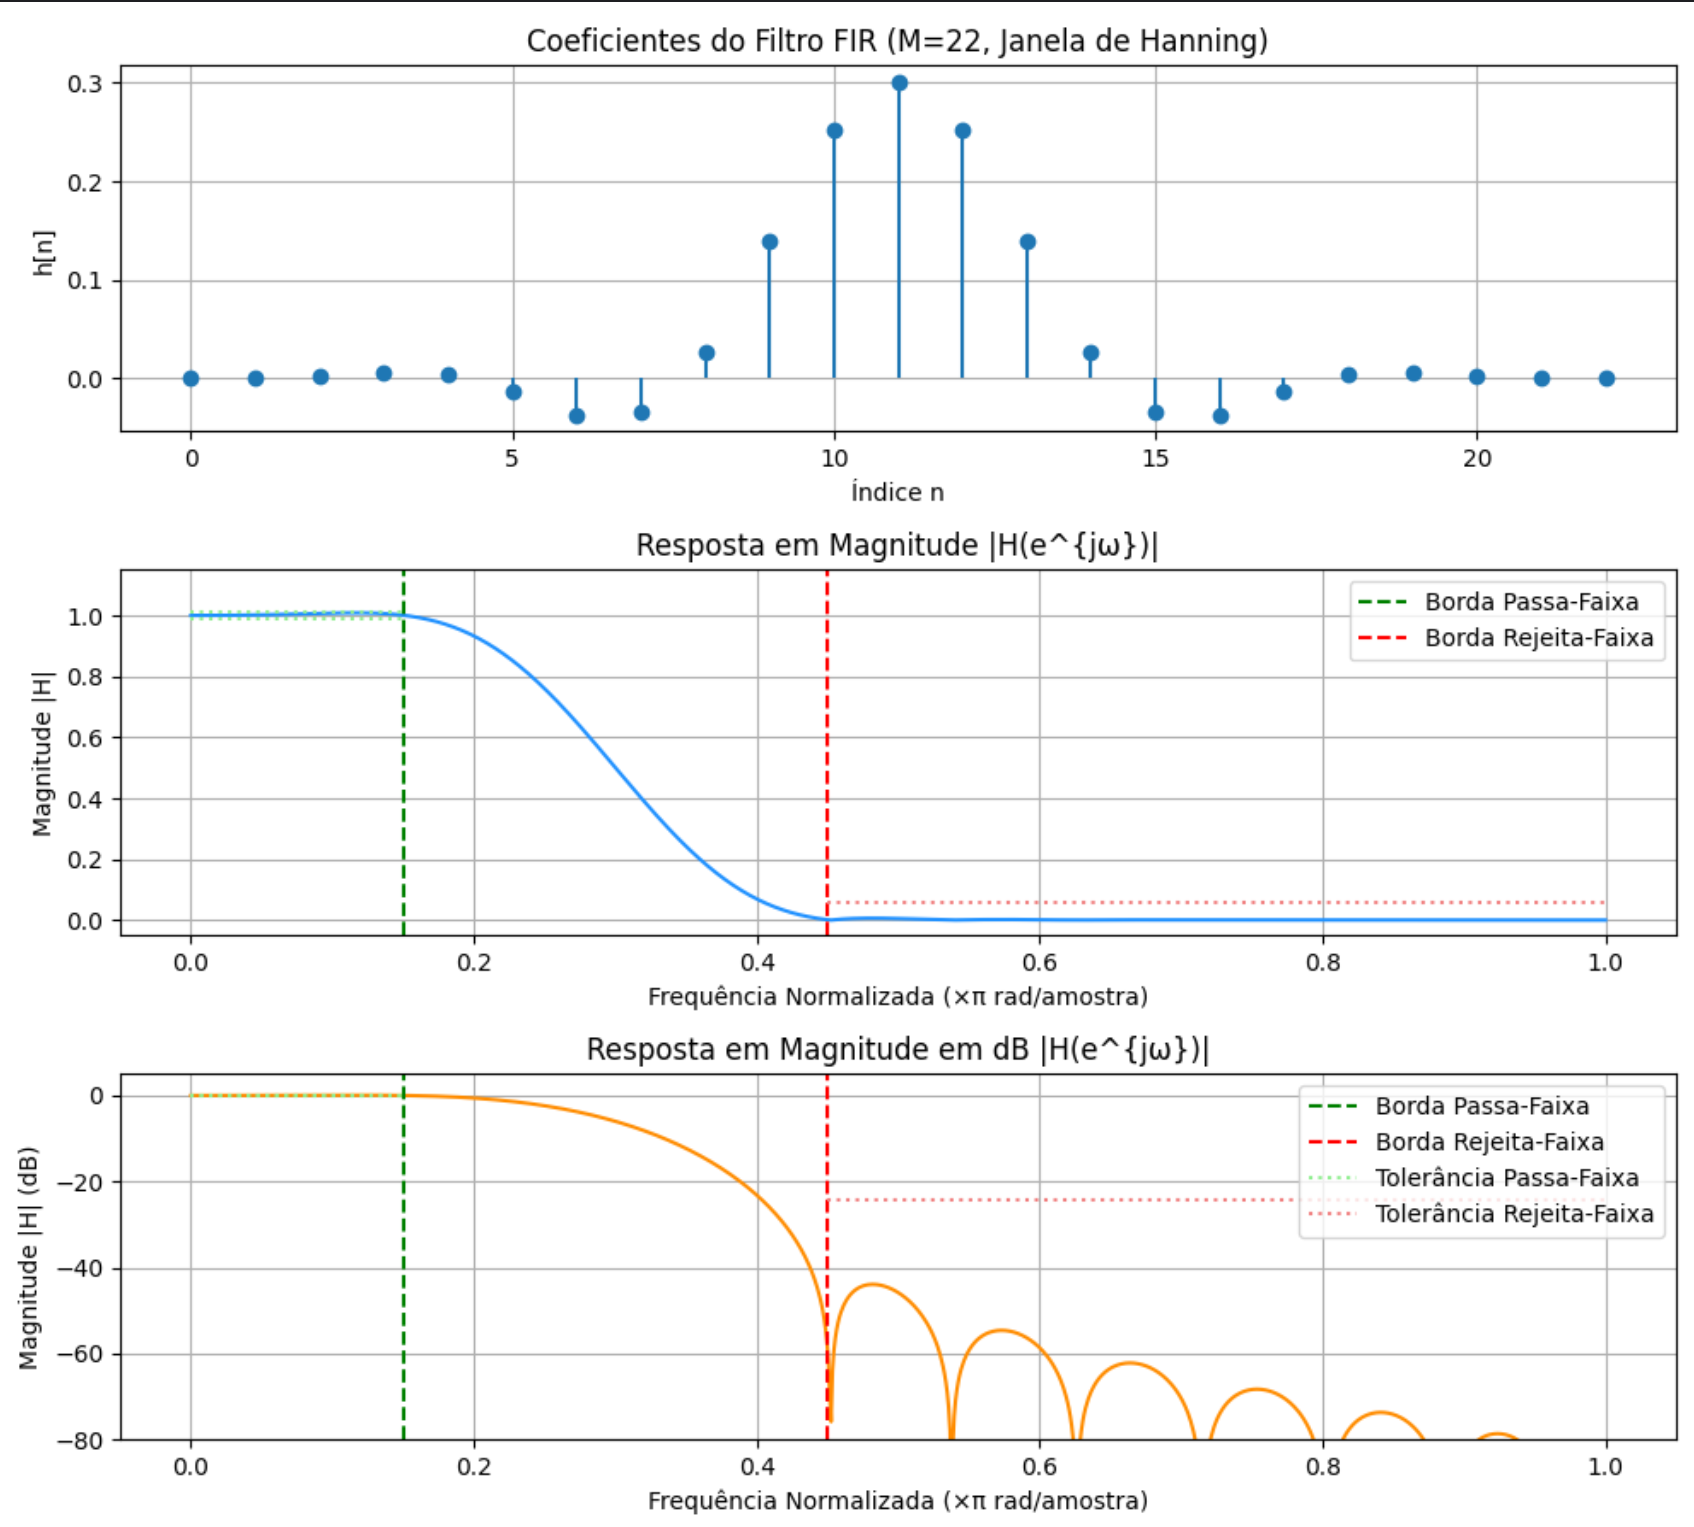 Coeficientes do Filtro FIR (M=22, Janela de Hanning)
0.3
0.2
0.1
0.0
h[n]
0 5 10 15 20
Índice n
Resposta em Magnitude |H(e^{jω})|
1.0
0.8
0.6
0.4
0.2
0.0
Magnitude |H|
Borda Passa-Faixa
Borda Rejeita-Faixa
0.0 0.2 0.4 0.6 0.8 1.0
Frequência Normalizada (×π rad/amostra)
Resposta em Magnitude em dB |H(e^{jω})|
0
−20
−40
−60
−80
Magnitude |H| (dB)
Borda Passa-Faixa
Borda Rejeita-Faixa
Tolerância Passa-Faixa
Tolerância Rejeita-Faixa
0.0 0.2 0.4 0.6 0.8 1.0
Frequência Normalizada (×π rad/amostra)